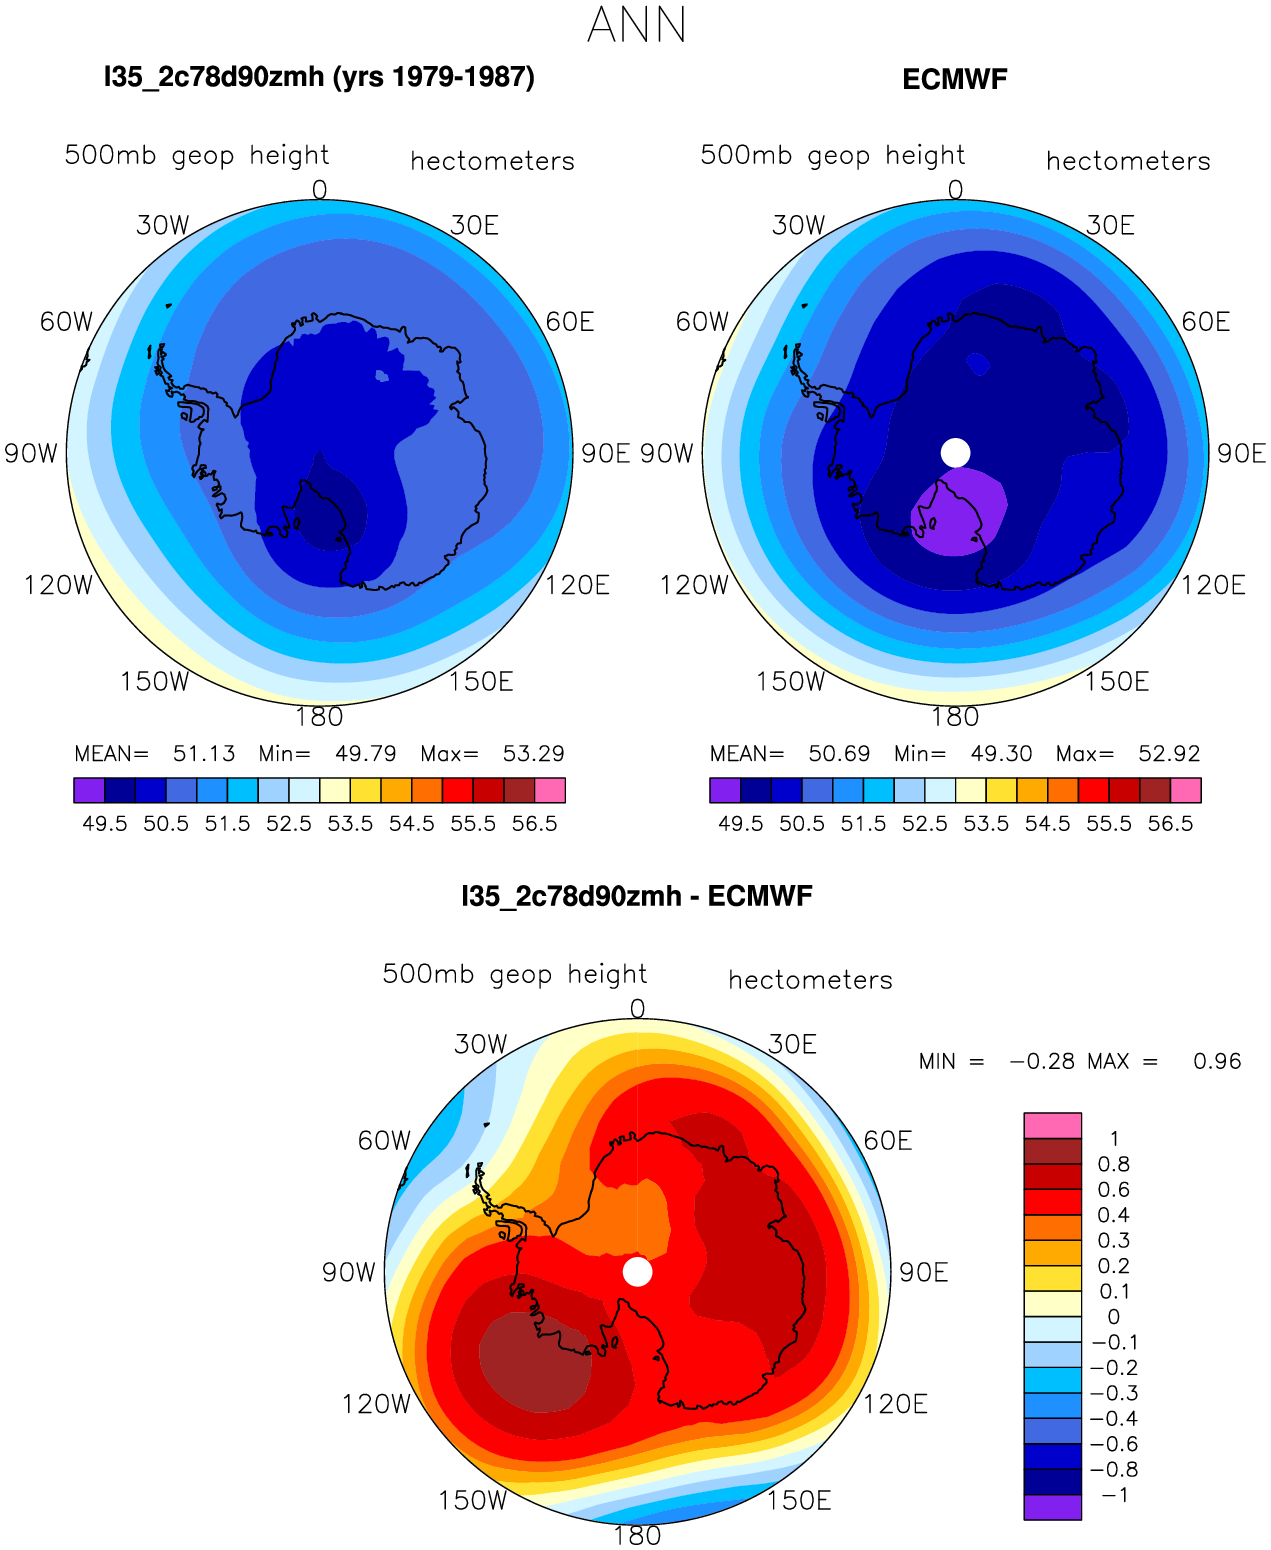 ANN
l35_2c78d90zmh (yrs 1979-1987)
ECMWF
500mb geop height hectometers
500mb geop height hectometers
0
30W 30E
60W 60E
90W 90E
120W 120E
150W 150E
180
0
30W 30E
60W 60E
90W 90E
120W 120E
150W 150E
180
MEAN= 51.13 Min= 49.79 Max= 53.29
49.5 50.5 51.5 52.5 53.5 54.5 55.5 56.5
MEAN= 50.69 Min= 49.30 Max= 52.92
49.5 50.5 51.5 52.5 53.5 54.5 55.5 56.5
l35_2c78d90zmh - ECMWF
500mb geop height hectometers
0
30W 30E
60W 60E
90W 90E
120W 120E
150W 150E
180
MIN = -0.28 MAX = 0.96
1
0.8
0.6
0.4
0.3
0.2
0.1
0
-0.1
-0.2
-0.3
-0.4
-0.6
-0.8
-1